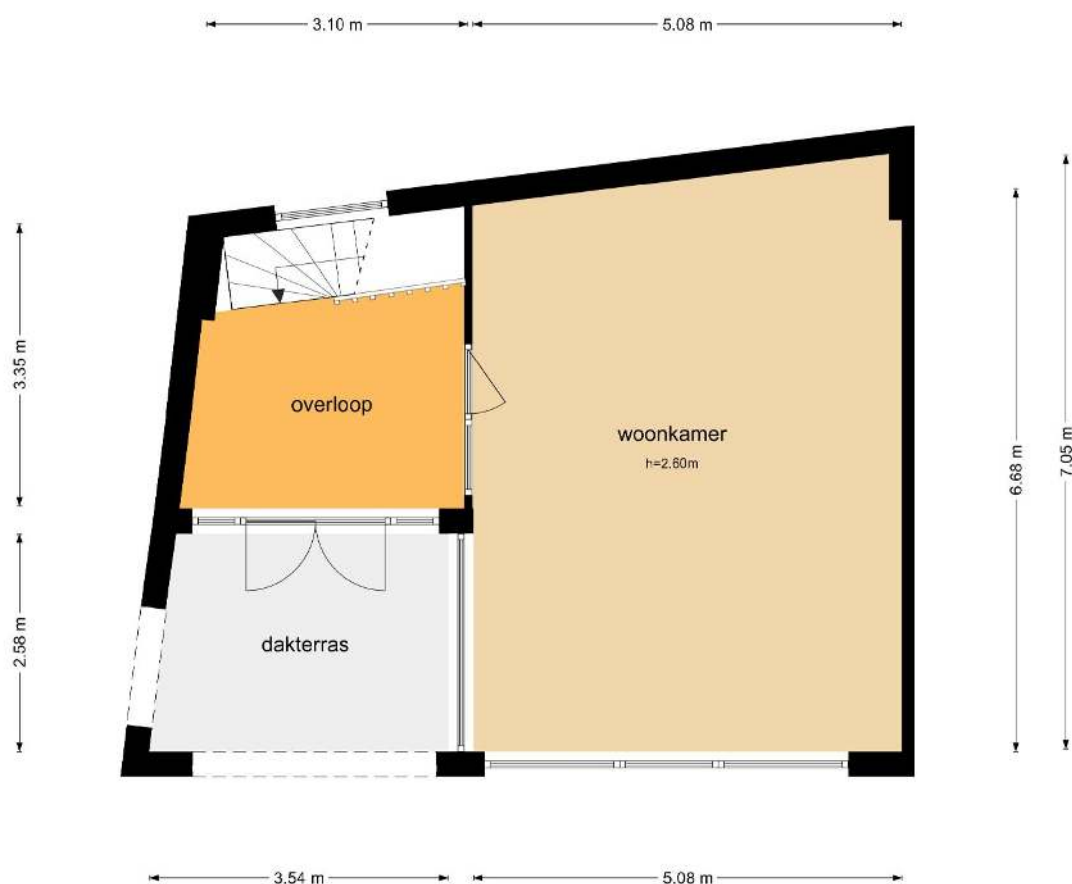 3.10 m
5.08 m
3.35 m
overloop
woonkamer
h=2.60m
6.68 m
7.05 m
2.58 m
dakterras
3.54 m
5.08 m